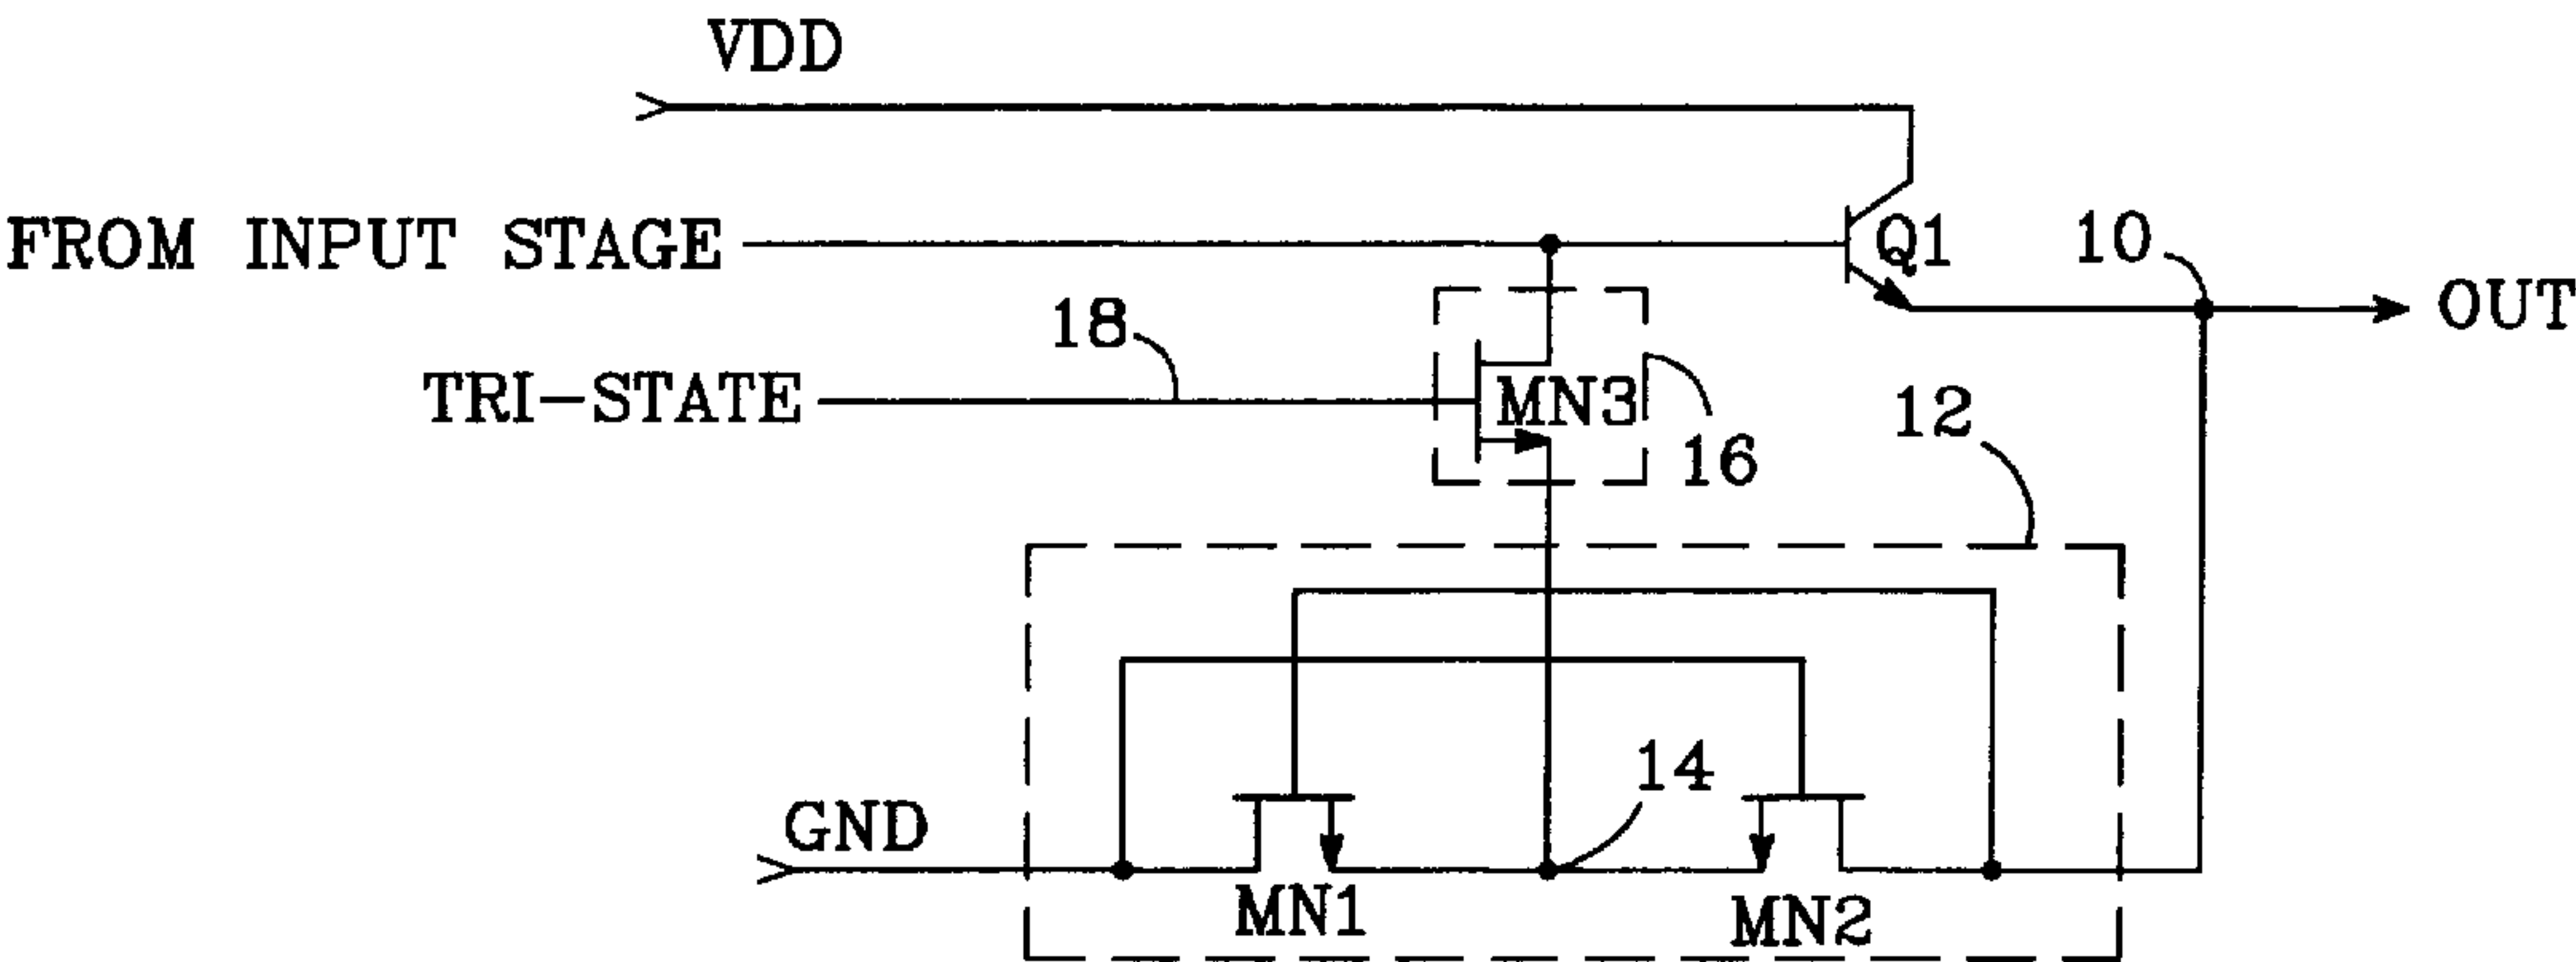 VDD
FROM INPUT STAGE
Q1
10
OUT
18
TRI-STATE
MN3
16
12
14
GND
MN1
MN2